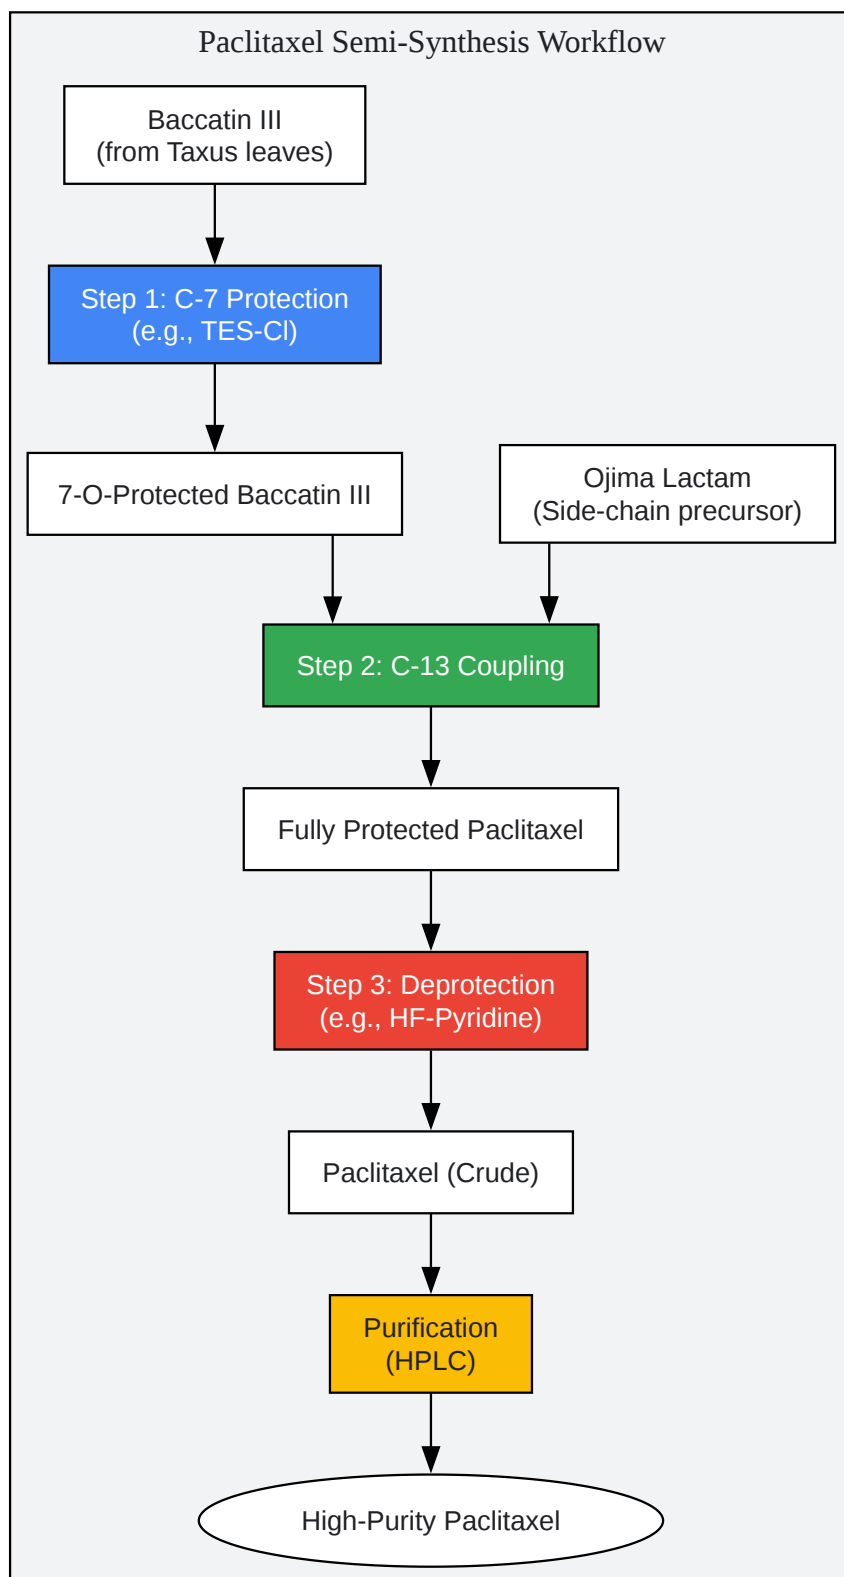 Paclitaxel Semi-Synthesis Workflow
Baccatin III
(from Taxus leaves)
Step 1: C-7 Protection
(e.g., TES-Cl)
7-O-Protected Baccatin III
Ojima Lactam
(Side-chain precursor)
Step 2: C-13 Coupling
Fully Protected Paclitaxel
Step 3: Deprotection
(e.g., HF-Pyridine)
Paclitaxel (Crude)
Purification
(HPLC)
High-Purity Paclitaxel